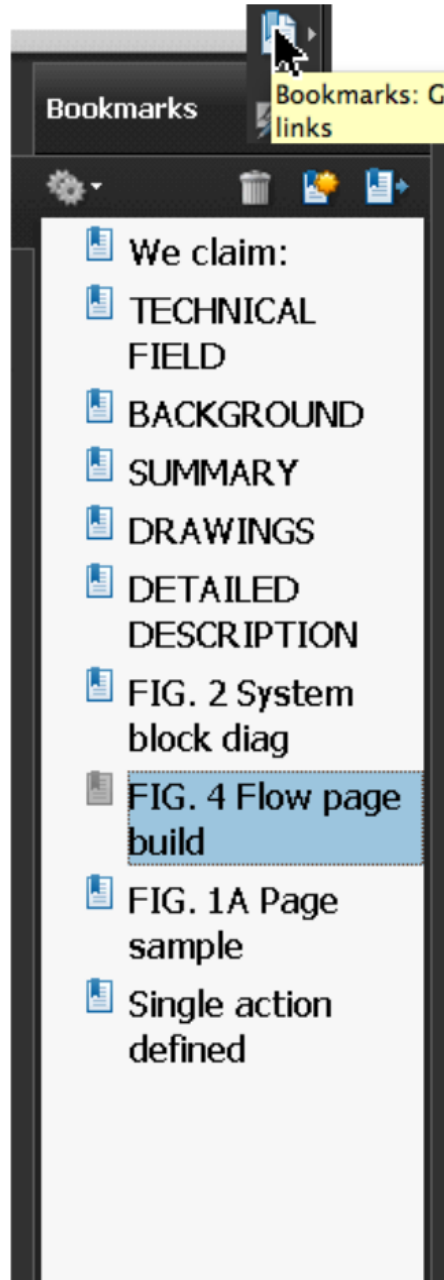 Bookmarks
Bookmarks: G
links
We claim:
TECHNICAL
FIELD
BACKGROUND
SUMMARY
DRAWINGS
DETAILED
DESCRIPTION
FIG. 2 System
block diag
FIG. 4 Flow page
build
FIG. 1A Page
sample
Single action
defined